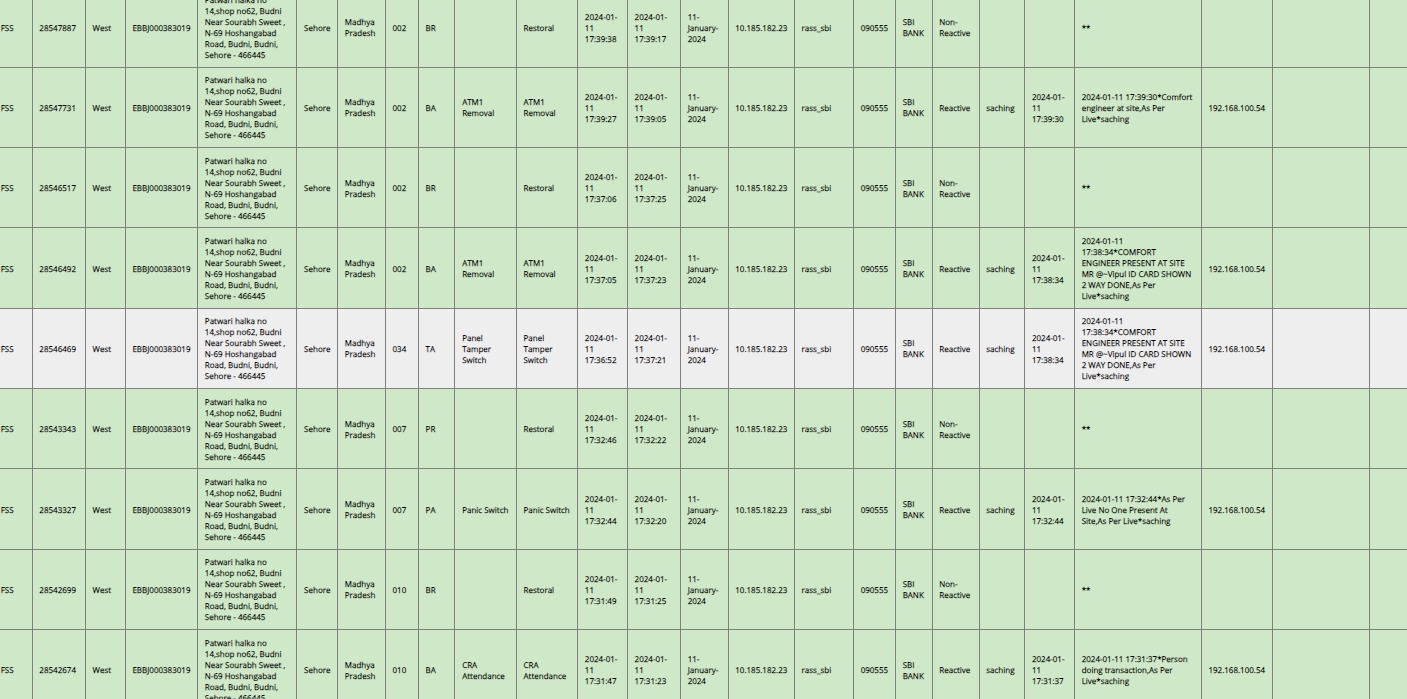 Patwari halka no
14,shop no62, Budni
FSS 28547887 West EBBJ000383019 Near Sourabh Sweet , Sehore Madhya Pradesh 002 BR Restoral 2024-01-11 17:39:38 2024-01-11 17:39:17 11-January-2024 10.185.182.23 rass_sbi 090555 SBI BANK Non-Reactive **
N-69 Hoshangabad
Road, Budni, Budni,
Sehore - 466445
Patwari halka no
14,shop no62, Budni
FSS 28547731 West EBBJ000383019 Near Sourabh Sweet , Sehore Madhya Pradesh 002 BA ATM1 Removal ATM1 Removal 2024-01-11 17:39:27 2024-01-11 17:39:05 11-January-2024 10.185.182.23 rass_sbi 090555 SBI BANK Reactive saching 2024-01-11 17:39:30 2024-01-11 17:39:30*Comfort engineer at site,As Per Live*saching 192.168.100.54
N-69 Hoshangabad
Road, Budni, Budni,
Sehore - 466445
Patwari halka no
14,shop no62, Budni
FSS 28546517 West EBBJ000383019 Near Sourabh Sweet , Sehore Madhya Pradesh 002 BR Restoral 2024-01-11 17:37:06 2024-01-11 17:37:25 11-January-2024 10.185.182.23 rass_sbi 090555 SBI BANK Non-Reactive **
N-69 Hoshangabad
Road, Budni, Budni,
Sehore - 466445
Patwari halka no
14,shop no62, Budni
FSS 28546492 West EBBJ000383019 Near Sourabh Sweet , Sehore Madhya Pradesh 002 BA ATM1 Removal ATM1 Removal 2024-01-11 17:37:05 2024-01-11 17:37:23 11-January-2024 10.185.182.23 rass_sbi 090555 SBI BANK Reactive saching 2024-01-11 17:38:34 2024-01-11 17:38:34*COMFORT ENGINEER PRESENT AT SITE MR @~Vipul ID CARD SHOWN 2 WAY DONE,As Per Live*saching 192.168.100.54
N-69 Hoshangabad
Road, Budni, Budni,
Sehore - 466445
Patwari halka no
14,shop no62, Budni
FSS 28546469 West EBBJ000383019 Near Sourabh Sweet , Sehore Madhya Pradesh 034 TA Panel Tamper Switch Panel Tamper Switch 2024-01-11 17:36:52 2024-01-11 17:37:21 11-January-2024 10.185.182.23 rass_sbi 090555 SBI BANK Reactive saching 2024-01-11 17:38:34 2024-01-11 17:38:34*COMFORT ENGINEER PRESENT AT SITE MR @~Vipul ID CARD SHOWN 2 WAY DONE,As Per Live*saching 192.168.100.54
N-69 Hoshangabad
Road, Budni, Budni,
Sehore - 466445
Patwari halka no
14,shop no62, Budni
FSS 28543343 West EBBJ000383019 Near Sourabh Sweet , Sehore Madhya Pradesh 007 PR Restoral 2024-01-11 17:32:46 2024-01-11 17:32:22 11-January-2024 10.185.182.23 rass_sbi 090555 SBI BANK Non-Reactive **
N-69 Hoshangabad
Road, Budni, Budni,
Sehore - 466445
Patwari halka no
14,shop no62, Budni
FSS 28543327 West EBBJ000383019 Near Sourabh Sweet , Sehore Madhya Pradesh 007 PA Panic Switch Panic Switch 2024-01-11 17:32:44 2024-01-11 17:32:20 11-January-2024 10.185.182.23 rass_sbi 090555 SBI BANK Reactive saching 2024-01-11 17:32:44 2024-01-11 17:32:44*As Per Live No One Present At Site,As Per Live*saching 192.168.100.54
N-69 Hoshangabad
Road, Budni, Budni,
Sehore - 466445
Patwari halka no
14,shop no62, Budni
FSS 28542699 West EBBJ000383019 Near Sourabh Sweet , Sehore Madhya Pradesh 010 BR Restoral 2024-01-11 17:31:49 2024-01-11 17:31:25 11-January-2024 10.185.182.23 rass_sbi 090555 SBI BANK Non-Reactive **
N-69 Hoshangabad
Road, Budni, Budni,
Sehore - 466445
Patwari halka no
14,shop no62, Budni
FSS 28542674 West EBBJ000383019 Near Sourabh Sweet , Sehore Madhya Pradesh 010 BA CRA Attendance CRA Attendance 2024-01-11 17:31:47 2024-01-11 17:31:23 11-January-2024 10.185.182.23 rass_sbi 090555 SBI BANK Reactive saching 2024-01-11 17:31:37 2024-01-11 17:31:37*Person doing transaction,As Per Live*saching 192.168.100.54
N-69 Hoshangabad
Road, Budni, Budni,
Sehore - 466445